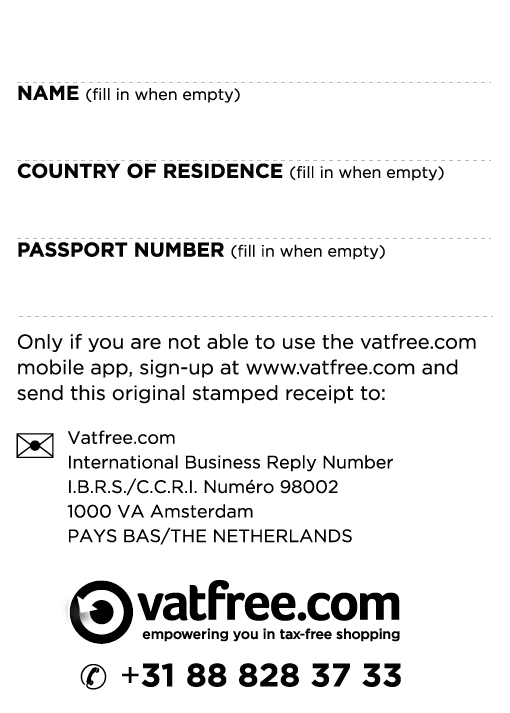 NAME (fill in when empty)
COUNTRY OF RESIDENCE (fill in when empty)
PASSPORT NUMBER (fill in when empty)
Only if you are not able to use the vatfree.com
mobile app, sign-up at www.vatfree.com and
send this original stamped receipt to:
Vatfree.com
International Business Reply Number
I.B.R.S./C.C.R.I. Numéro 98002
1000 VA Amsterdam
PAYS BAS/THE NETHERLANDS
vatfree.com
empowering you in tax-free shopping
+31 88 828 37 33